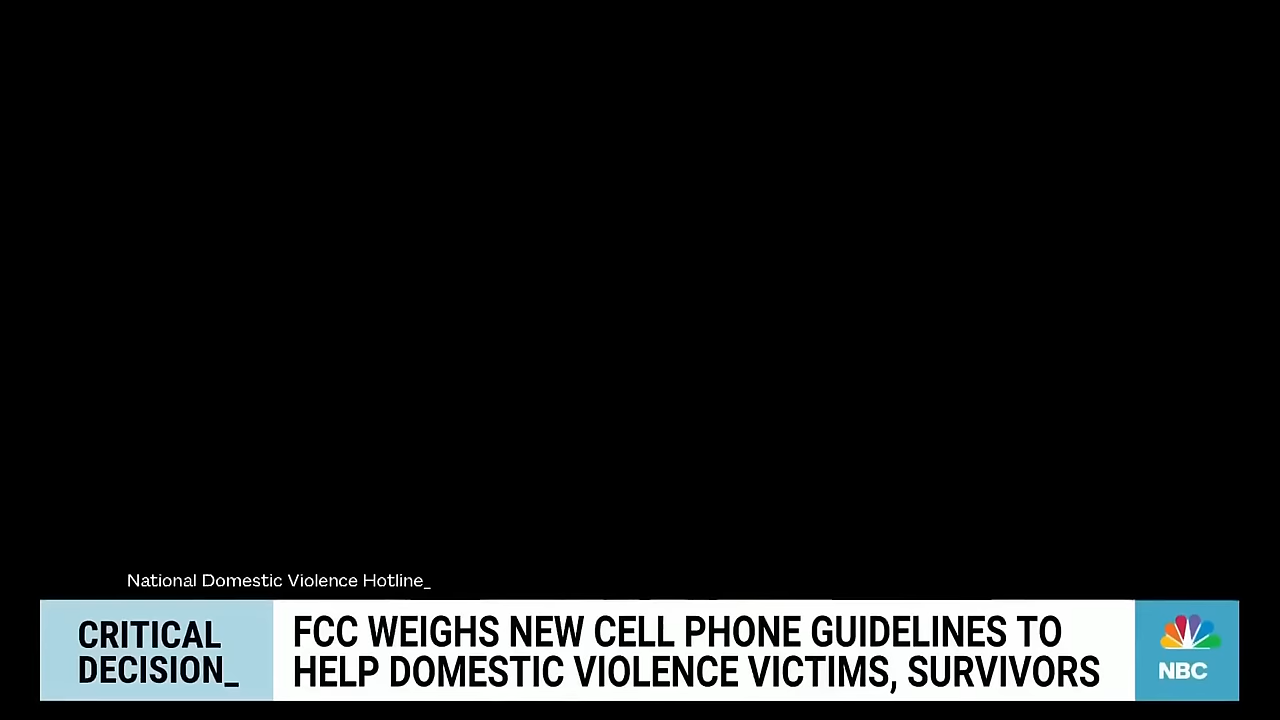 National Domestic Violence Hotline_
CRITICAL
DECISION_
FCC WEIGHS NEW CELL PHONE GUIDELINES TO
HELP DOMESTIC VIOLENCE VICTIMS, SURVIVORS
NBC